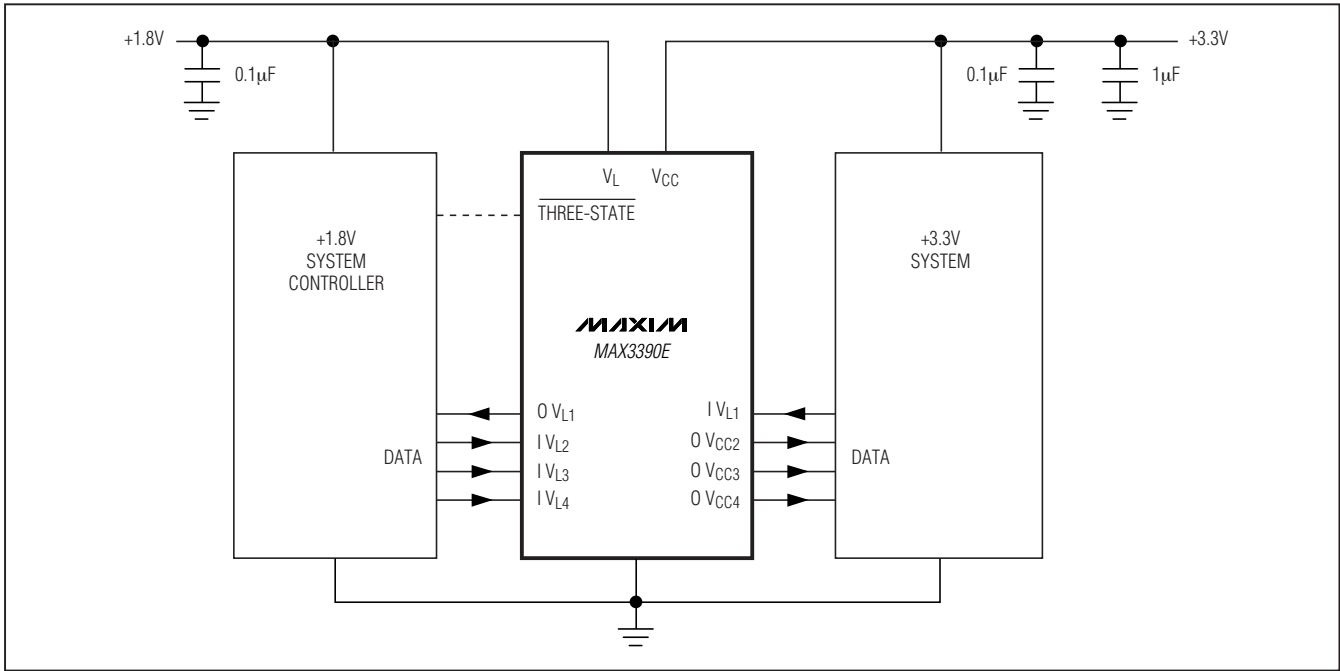 +1.8V
+3.3V
0.1µF
0.1µF
1µF
VL VCC
THREE-STATE
+1.8V
SYSTEM
CONTROLLER
+3.3V
SYSTEM
MAXIM
MAX3390E
O VL1
I VL1
I VL2
O VCC2
DATA
I VL3
O VCC3
DATA
I VL4
O VCC4